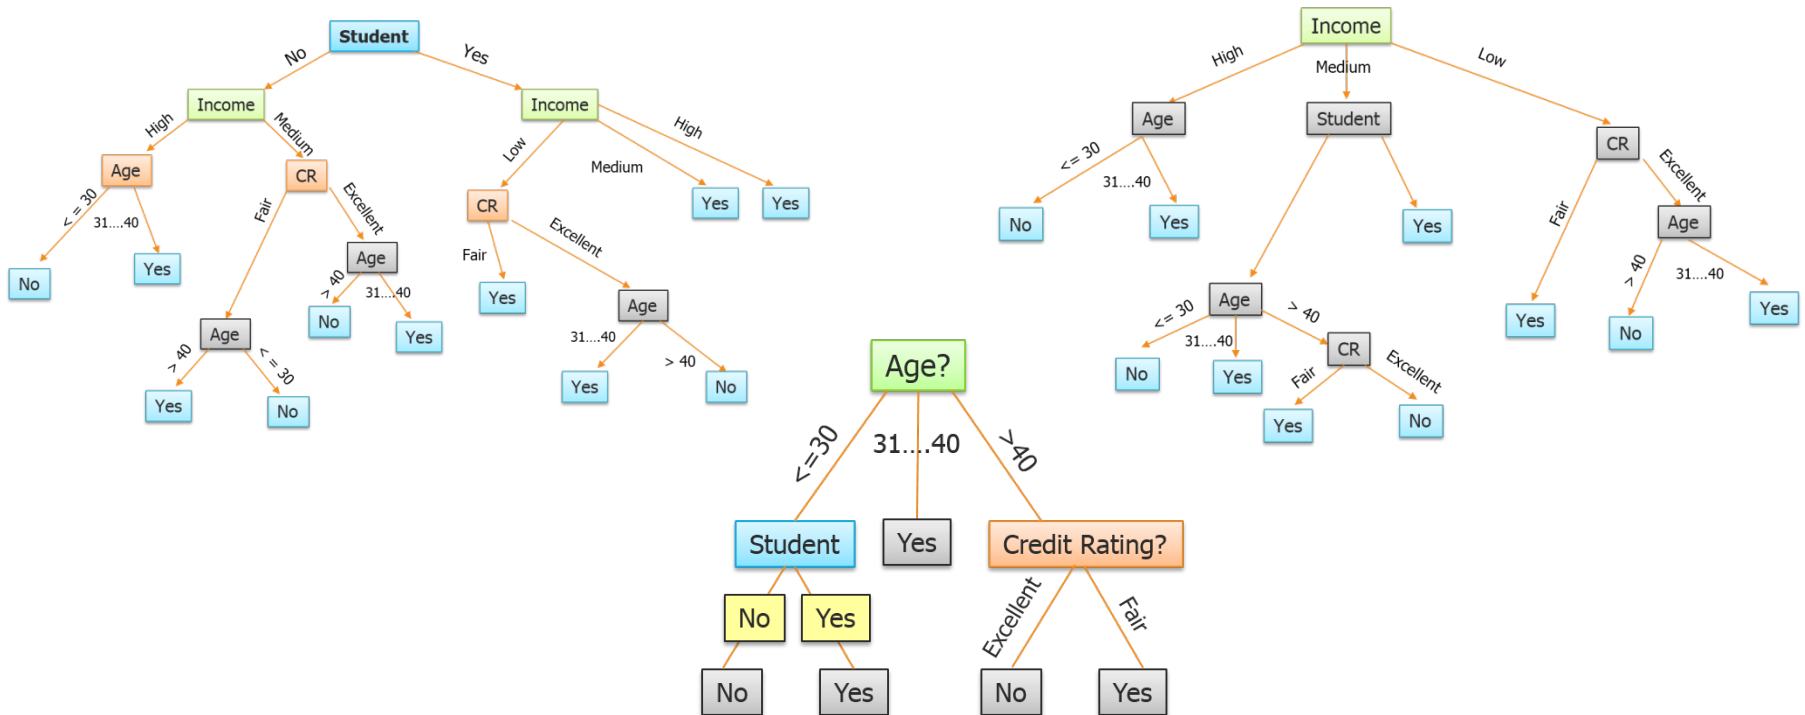 Student
No
Yes
Income
Income
High
Medium
Low
Medium
High
Age
CR
CR
Yes
Yes
< = 30
31....40
Fair
Excellent
Fair
Excellent
No
Yes
Age
Yes
Age
> 40
31....40
No
Yes
Age
31....40
> 40
> 40
< = 30
Yes
No
Yes
No
Income
High
Medium
Low
Age
Student
CR
<= 30
31....40
Fair
Excellent
No
Yes
Yes
Age
> 40
31....40
Age
Yes
No
Yes
<= 30
31....40
> 40
No
Yes
CR
Fair
Excellent
Yes
No
Age?
<=30
31....40
>40
Student
Yes
Credit Rating?
No
Yes
Excellent
Fair
No
Yes
No
Yes